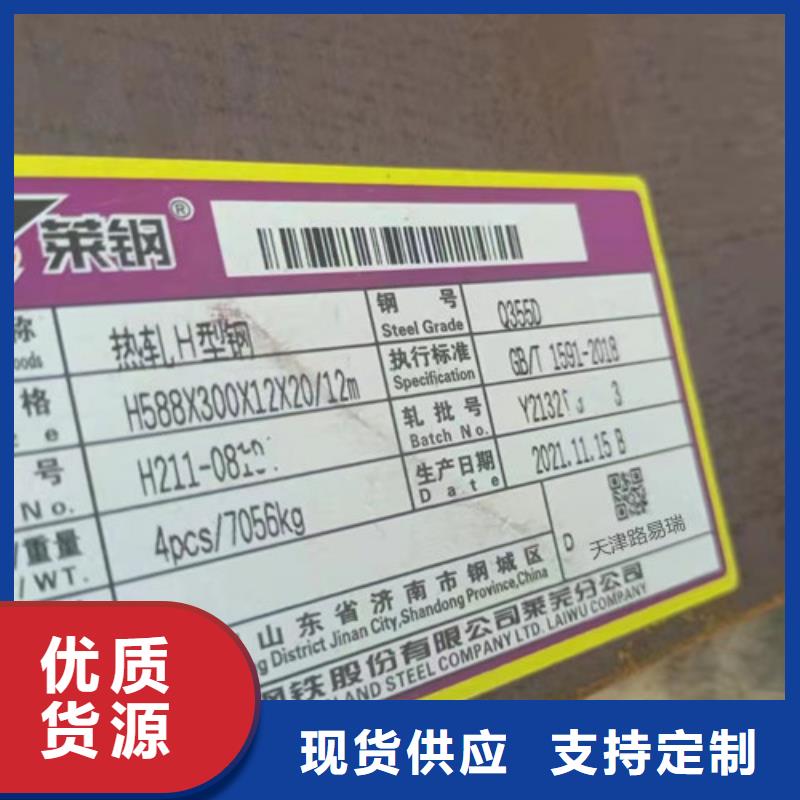 莱钢®
称
热轧H型钢
钢 号
Steel Grade
Q355D
格
H588X300X12X20/12m
执行标准
Specification
GB/T 1591-2018
号
No.
H211-081
轧批号
Batch No.
Y2132 3
/重量
/WT.
4pcs/7056kg
生产日期
Date
2021.11.15 B
D
天津路易瑞
山东省济南市钢城区
District Jinan City,Shandong Province,China
钢铁股份有限公司莱芜分公司
AND STEEL COMPANY LTD. LAIWU COMPANY
优质
货源
现货供应 支持定制